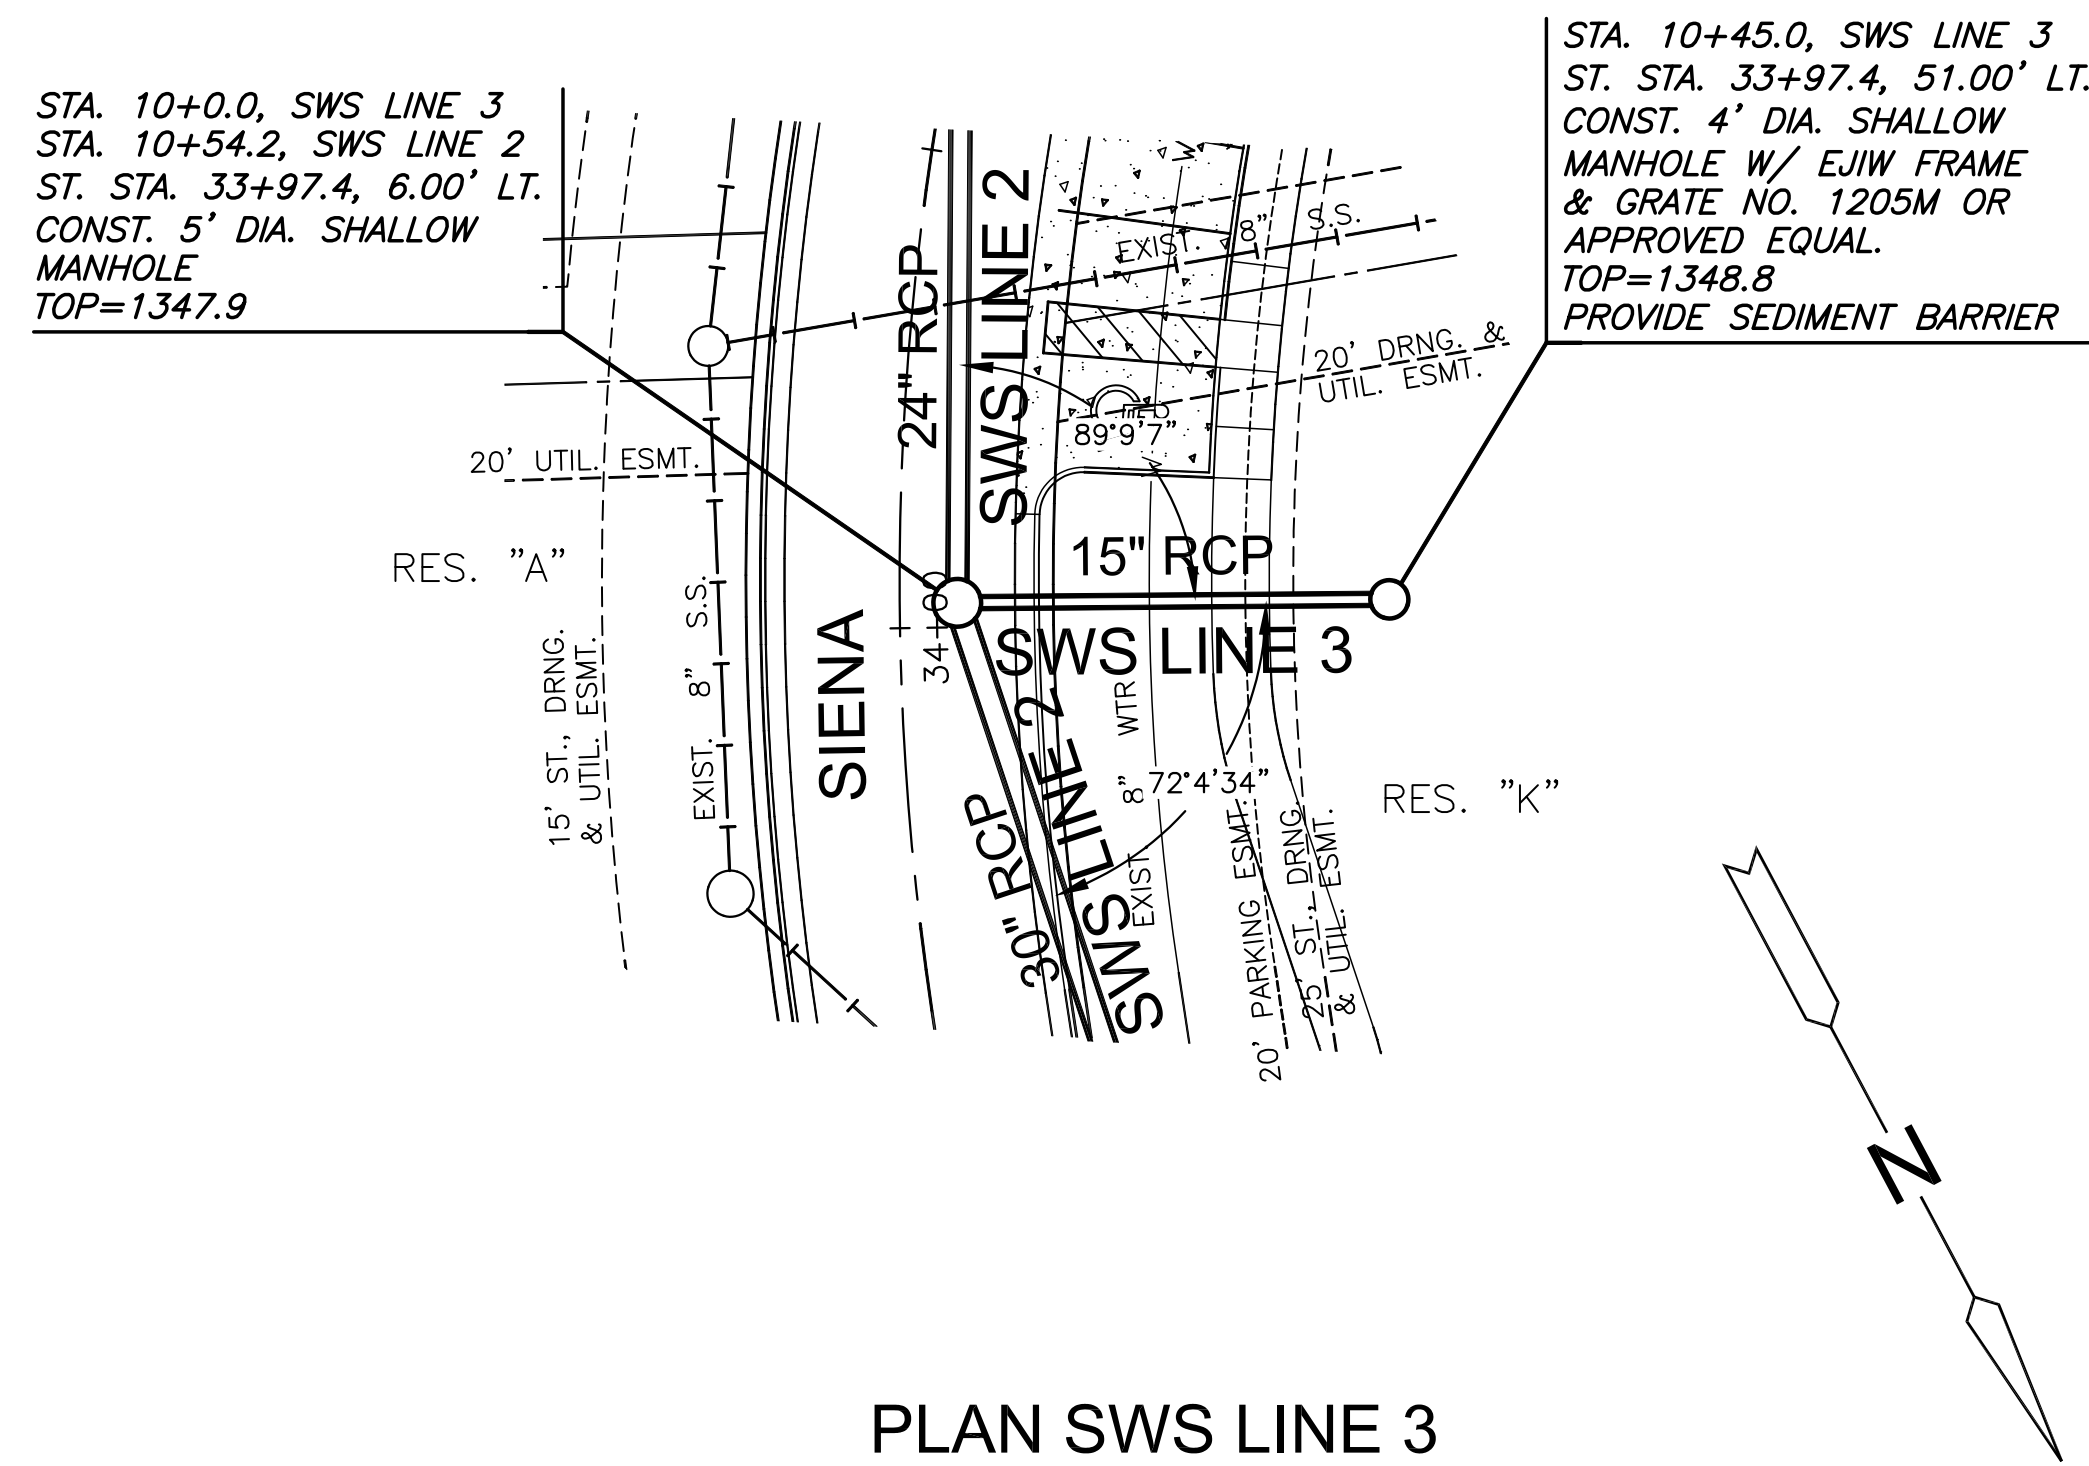 STA. 10+0.0, SWS LINE 3
STA. 10+54.2, SWS LINE 2
ST. STA. 33+97.4, 6.00' LT.
CONST. 5' DIA. SHALLOW
MANHOLE
TOP=1347.9
STA. 10+45.0, SWS LINE 3
ST. STA. 33+97.4, 51.00' LT.
CONST. 4' DIA. SHALLOW
MANHOLE W/ EJIW FRAME
& GRATE NO. 1205M OR
APPROVED EQUAL.
TOP=1348.8
PROVIDE SEDIMENT BARRIER
24" RCP
SWS LINE 2
EXIST. 8" S.S.
20' DRNG. &
UTIL. ESMT.
89°9'7"
20' UTIL. ESMT.
RES. "A"
15" RCP
SWS LINE 3
34+00
SIENA
EXIST. 8" S.S.
15' ST., DRNG.
& UTIL. ESMT.
30" RCP
SWS LINE 2
EXIST. 8" WTR
72°4'34"
RES. "K"
20' PARKING ESMT.
25' ST., DRNG.
& UTIL. ESMT.
N
PLAN SWS LINE 3